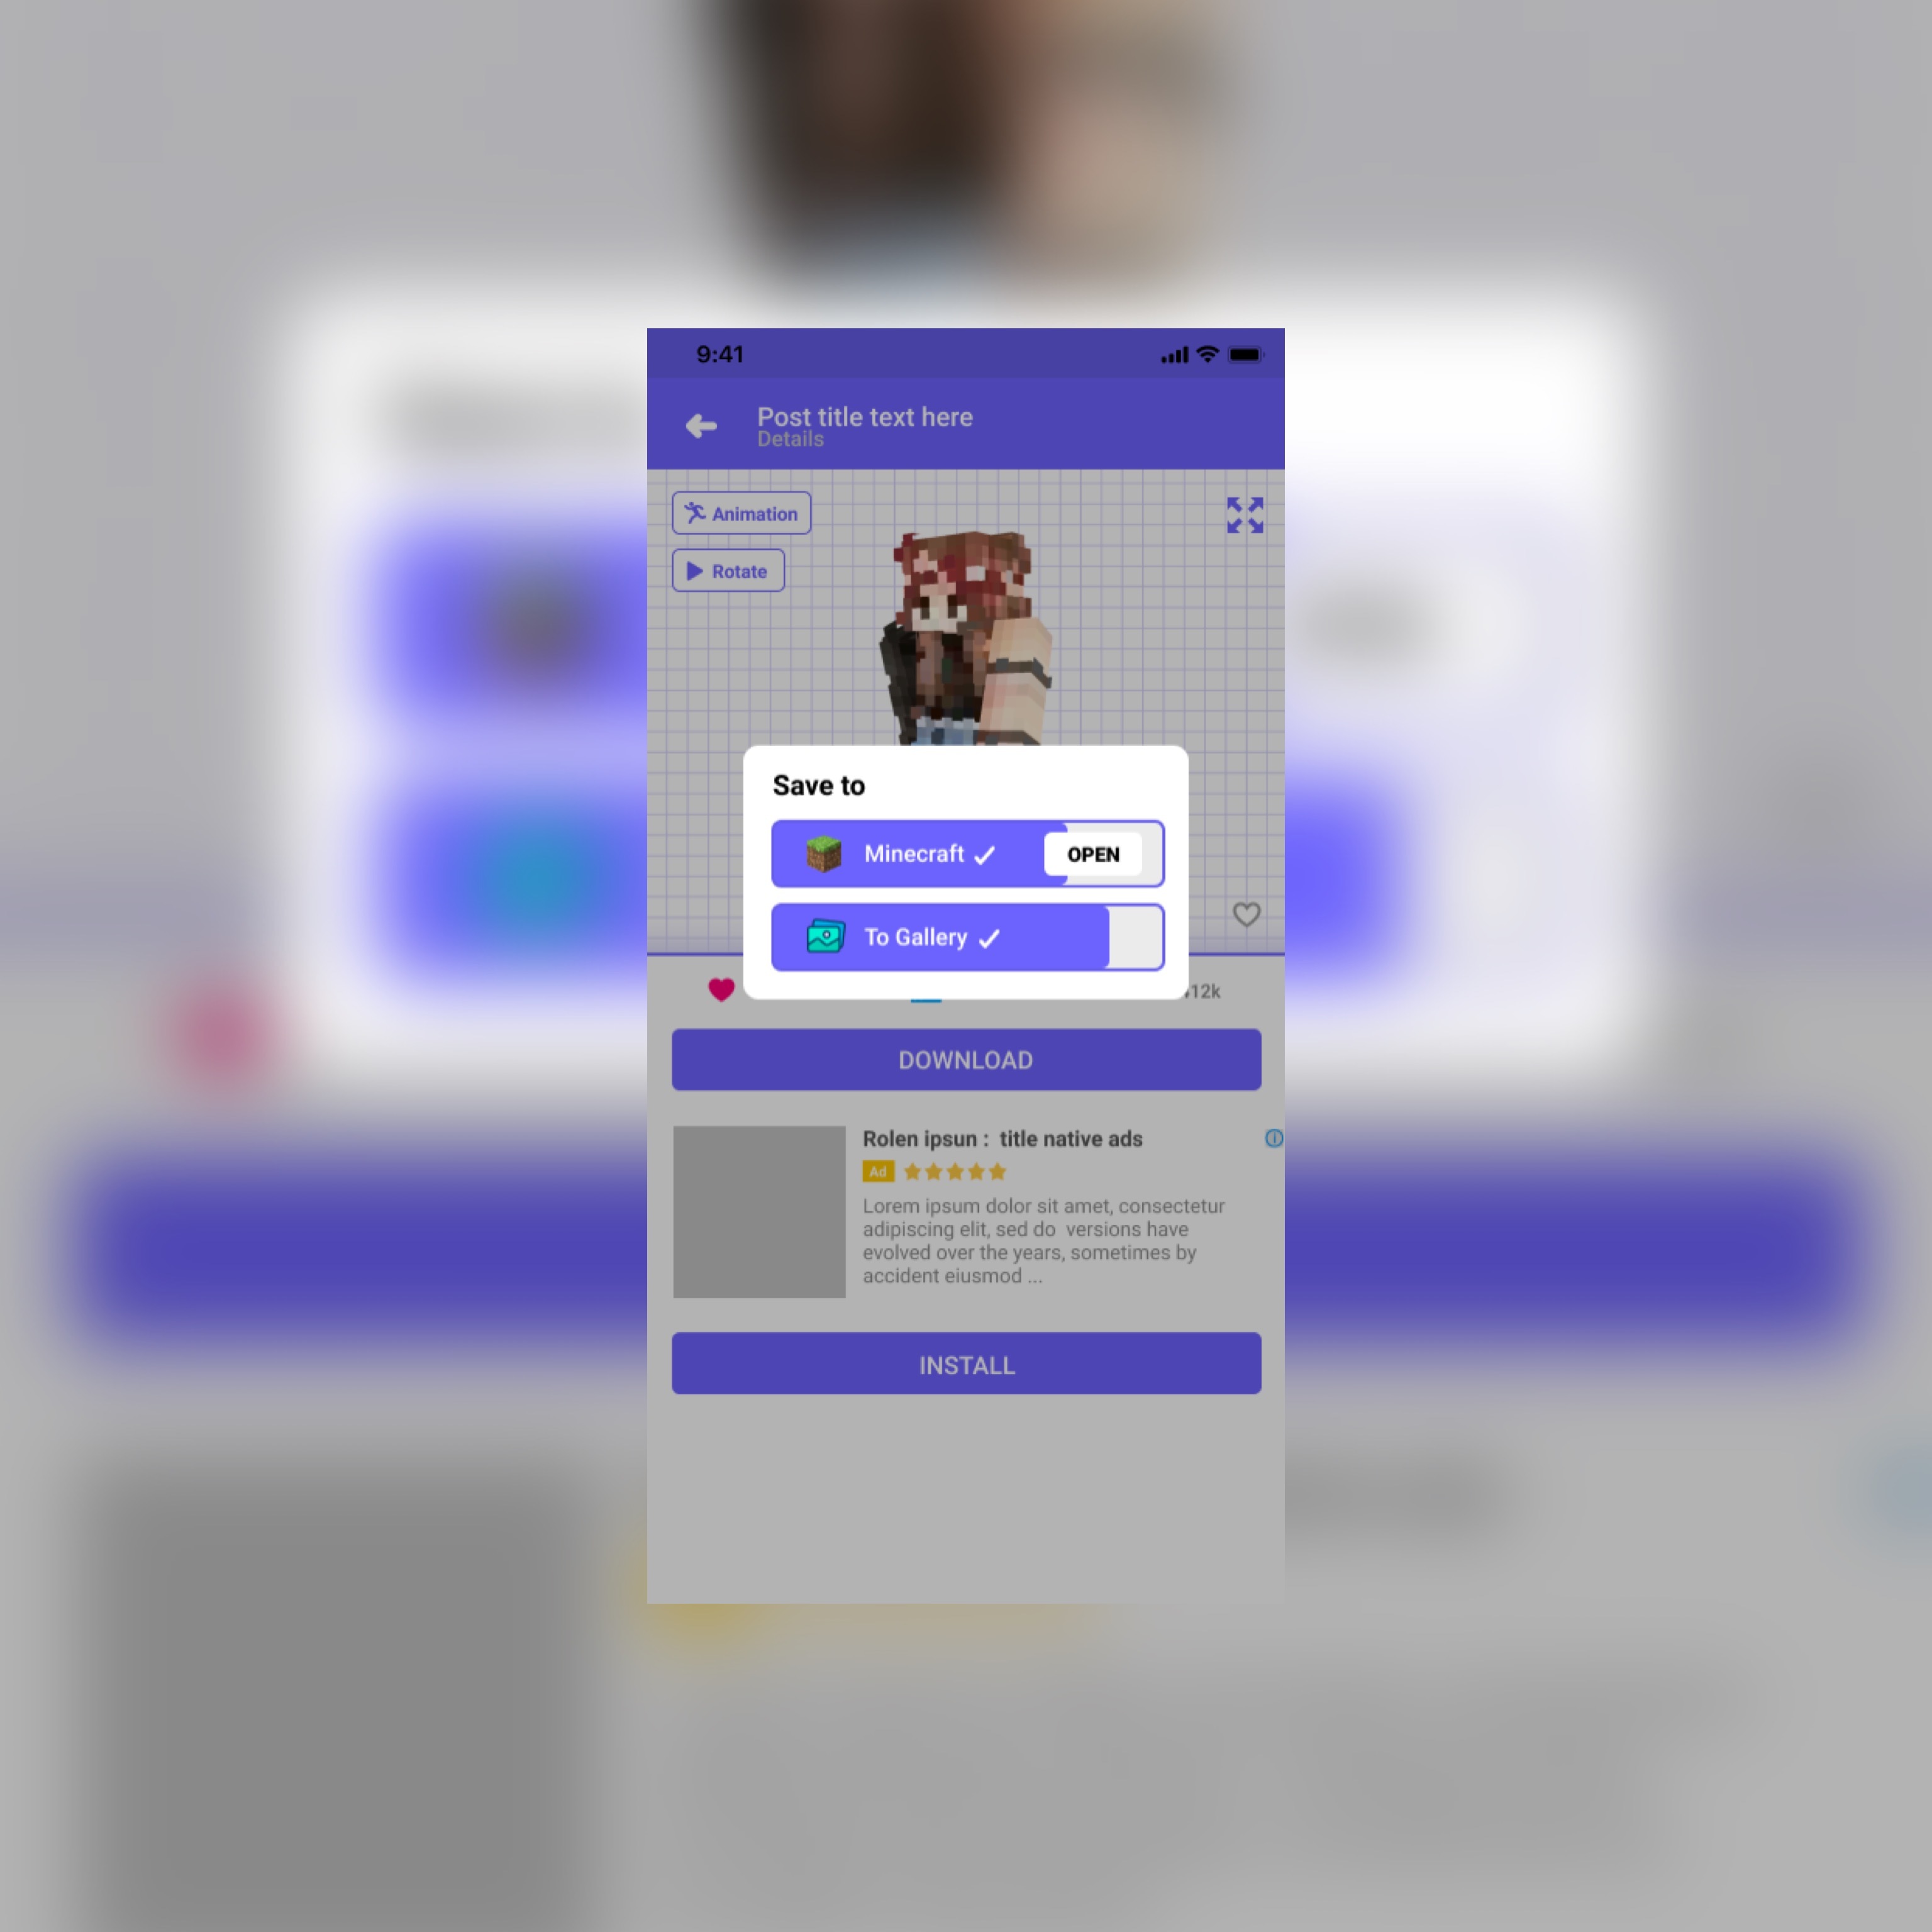 9:41
Post title text here
Details
Animation
Rotate
Save to
Minecraft
OPEN
To Gallery
12k
DOWNLOAD
Rolen ipsun :  title native ads
Ad
Lorem ipsum dolor sit amet, consectetur
adipiscing elit, sed do  versions have
evolved over the years, sometimes by
accident eiusmod ...
INSTALL